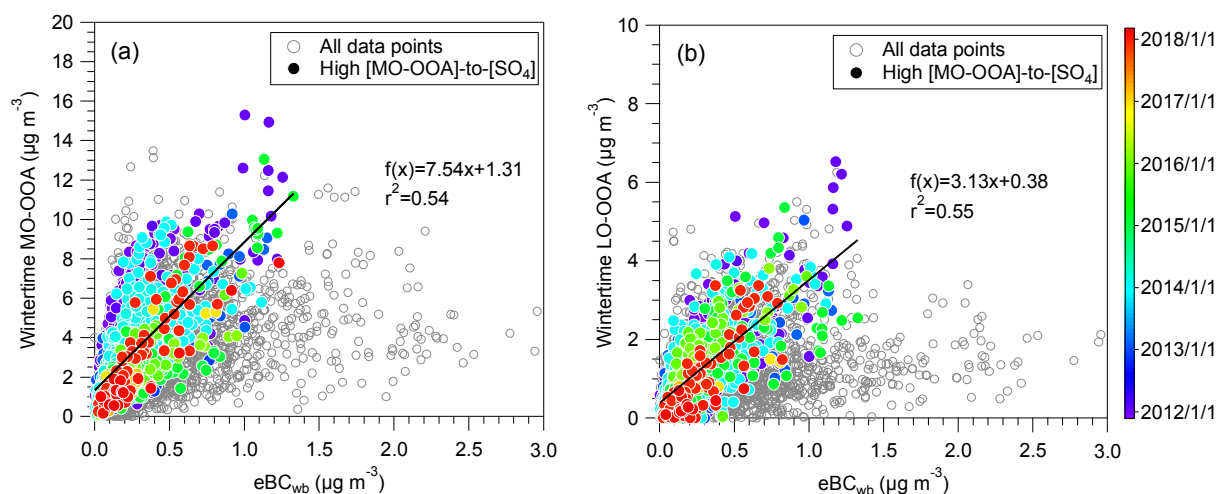 (a)
All data points
High [MO-OOA]-to-[SO4]
f(x)=7.54x+1.31
r2=0.54
Wintertime MO-OOA (µg m-3)
20
18
16
14
12
10
8
6
4
2
0
0.0 0.5 1.0 1.5 2.0 2.5 3.0
eBCwb (µg m-3)
(b)
All data points
High [MO-OOA]-to-[SO4]
f(x)=3.13x+0.38
r2=0.55
Wintertime LO-OOA (µg m-3)
10
8
6
4
2
0
0.0 0.5 1.0 1.5 2.0 2.5 3.0
eBCwb (µg m-3)
2018/1/1
2017/1/1
2016/1/1
2015/1/1
2014/1/1
2013/1/1
2012/1/1